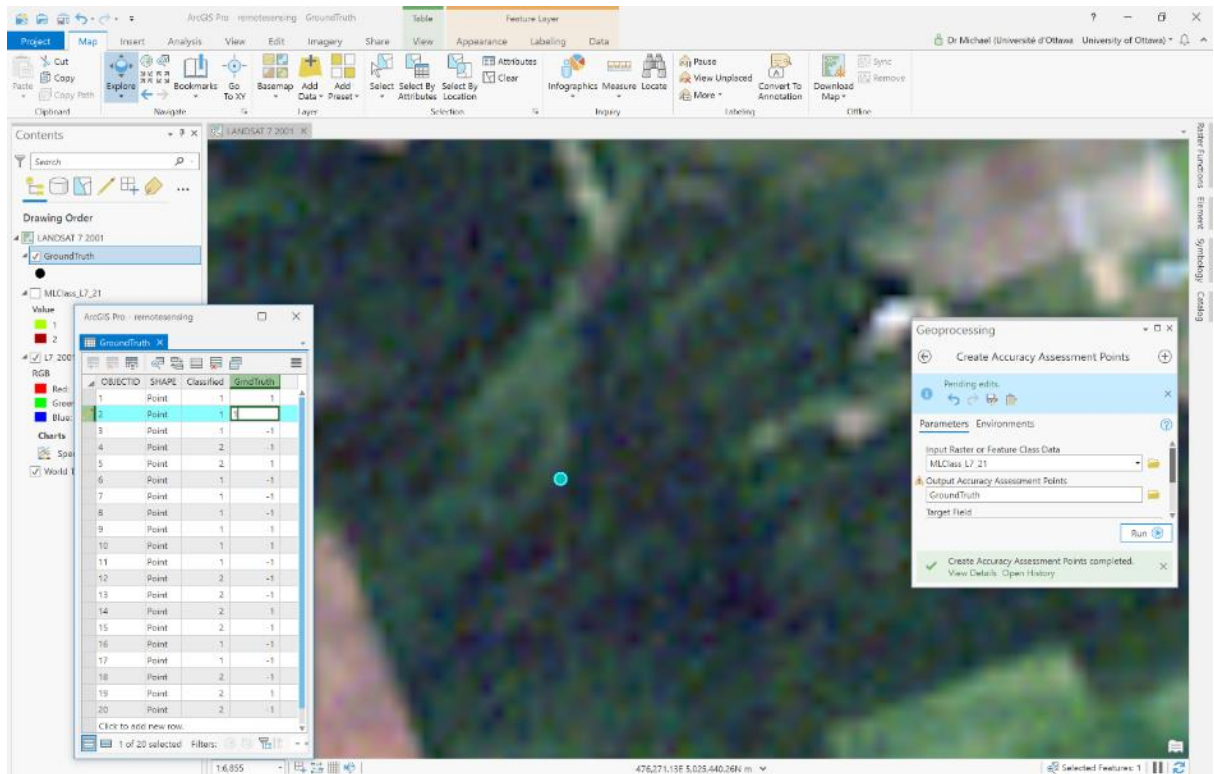 ArcGIS Pro - remotesensing - GroundTruth
Table
Feature Layer
?
Project Map Insert Analysis View Edit Imagery Share View Appearance Labeling Data
Dr Michael (Université d'Ottawa University of Ottawa)
Cut
Copy
Copy Path
Paste
Explore
Bookmarks
Go To XY
Basemap
Add Data
Add Preset
Select
Select By Attributes
Select By Location
Attributes
Clear
Infographics
Measure
Locate
Pause
View Unplaced
More
Convert To Annotation
Download Map
Sync
Remove
Clipboard
Navigate
Layer
Selection
Inquiry
Labeling
Offline
Contents
LANDSAT 7 2001
Search
Drawing Order
LANDSAT 7 2001
GroundTruth
MLClass_L7_21
Value
1
2
L7_200
RGB
Red:
Green
Blue:
Charts
Spe
World T
ArcGIS Pro - remotesensing
GroundTruth
OBJECTID SHAPE Classified GrndTruth
1 Point 1 1
2 Point 1 1
3 Point 1 -1
4 Point 2 -1
5 Point 2 1
6 Point 1 -1
7 Point 1 -1
8 Point 1 -1
9 Point 1 1
10 Point 1 1
11 Point 1 -1
12 Point 2 -1
13 Point 2 -1
14 Point 2 1
15 Point 2 -1
16 Point 1 -1
17 Point 1 -1
18 Point 2 -1
19 Point 2 1
20 Point 2 -1
Click to add new row.
1 of 20 selected Filters:
Geoprocessing
Create Accuracy Assessment Points
Pending edits.
Parameters Environments
Input Raster or Feature Class Data
MLClass_L7_21
Output Accuracy Assessment Points
GroundTruth
Target Field
Run
Create Accuracy Assessment Points completed.
View Details Open History
Raster Functions
Element
Symbology
Catalog
1:6,855
476,271.13E 5,025,440.26N m
Selected Features: 1